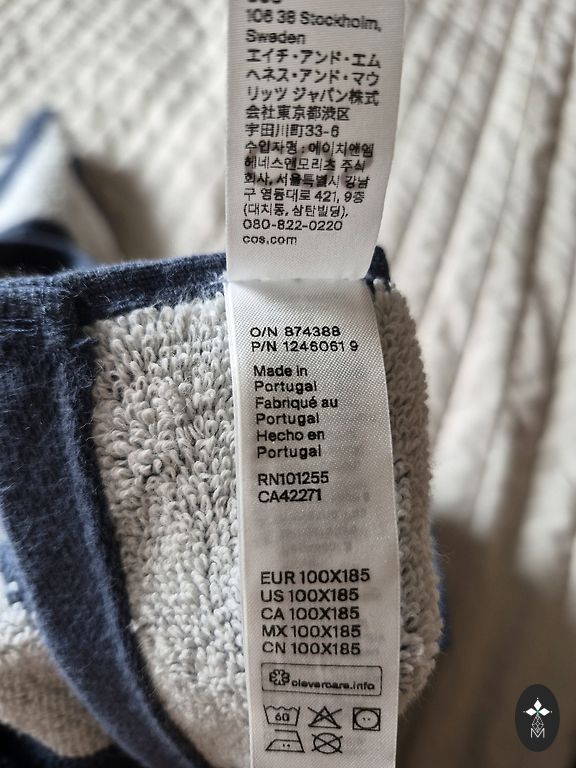 106 38 Stockholm,
Sweden
エイチ・アンド・エム
ヘネス・アンド・マウ
リッツ ジャパン株式
会社東京都渋区
宇田川町33-6
수입자명 : 에이치앤엠
헤네스앤모리츠 주식
회사, 서울특별시 강남
구 영동대로 421, 9층
(대치동, 삼탄빌딩),
080-822-0220
cos.com
O/N 874388
P/N 1246061 9
Made in
Portugal
Fabriqué au
Portugal
Hecho en
Portugal
RN101255
CA42271
EUR 100X185
US 100X185
CA 100X185
MX 100X185
CN 100X185
clevercare.info
60
M